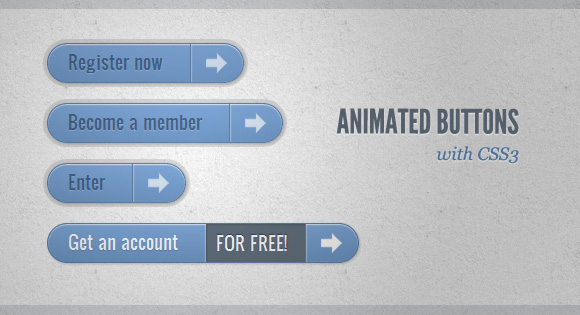 Register now
Become a member
Enter
Get an account FOR FREE!
ANIMATED BUTTONS
with CSS3